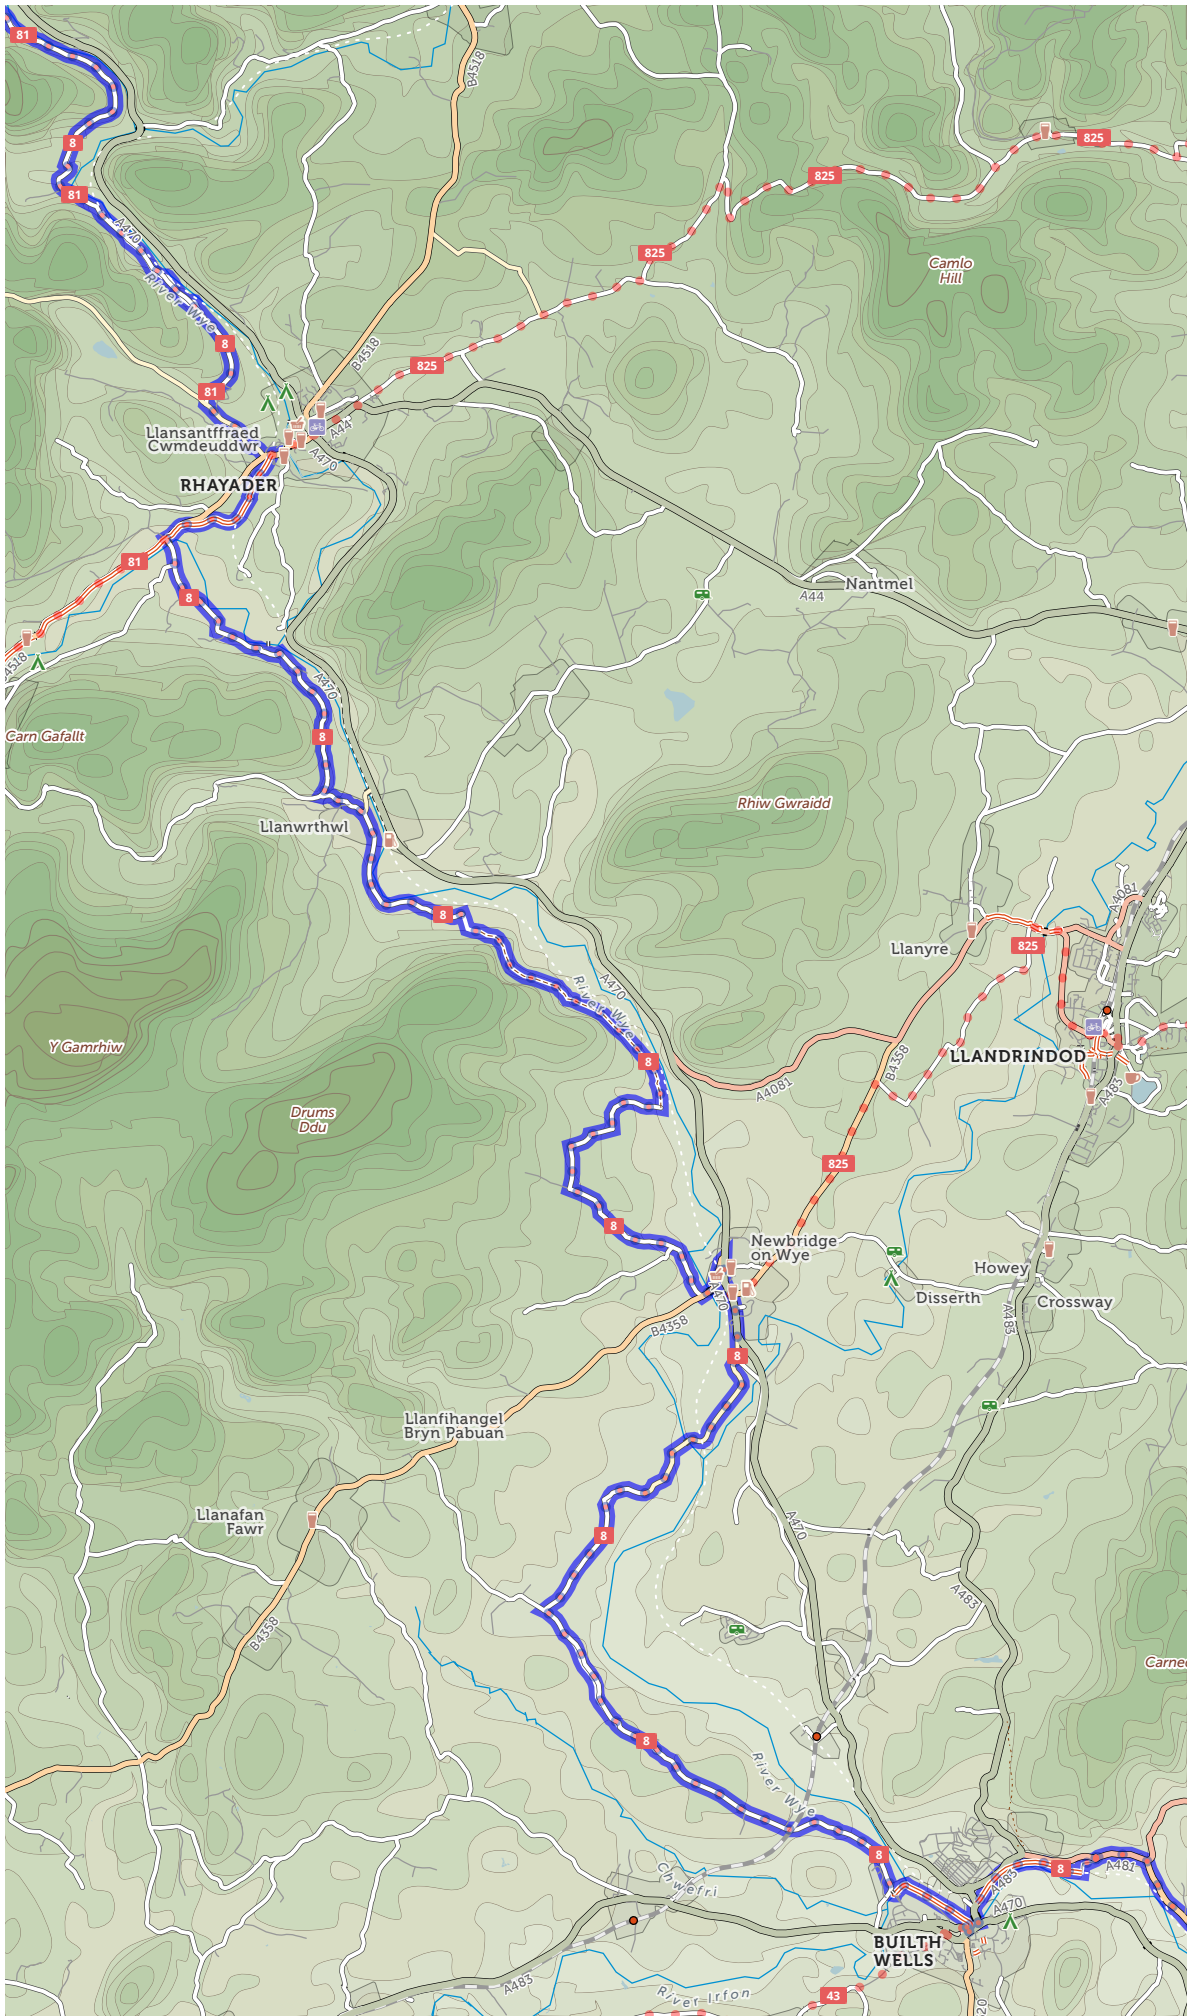 81
B4518
8
825
825
81
A470
825
Camlo
Hill
River Wye
8
B4518
825
81
Llansantffraed
Cwmdeuddwr
A44
A470
RHAYADER
81
Nantmel
A44
8
B4518
A470
Carn Gafallt
8
Rhiw Gwraidd
Llanwrthwl
A4081
8
Llanyre
825
A470
River Wye
Y Gamrhiw
B4358
LLANDRINDOD
8
A4081
A483
Drums
Ddu
825
8
Newbridge
on Wye
Howey
A470
Disserth
Crossway
B4358
A483
8
Llanfihangel
Bryn Pabuan
Llanafan
Fawr
A470
8
A483
B4358
8
River Wye
8
8
A481
Chwefri
A483
A470
BUILTH
WELLS
A483
River Irfon
43